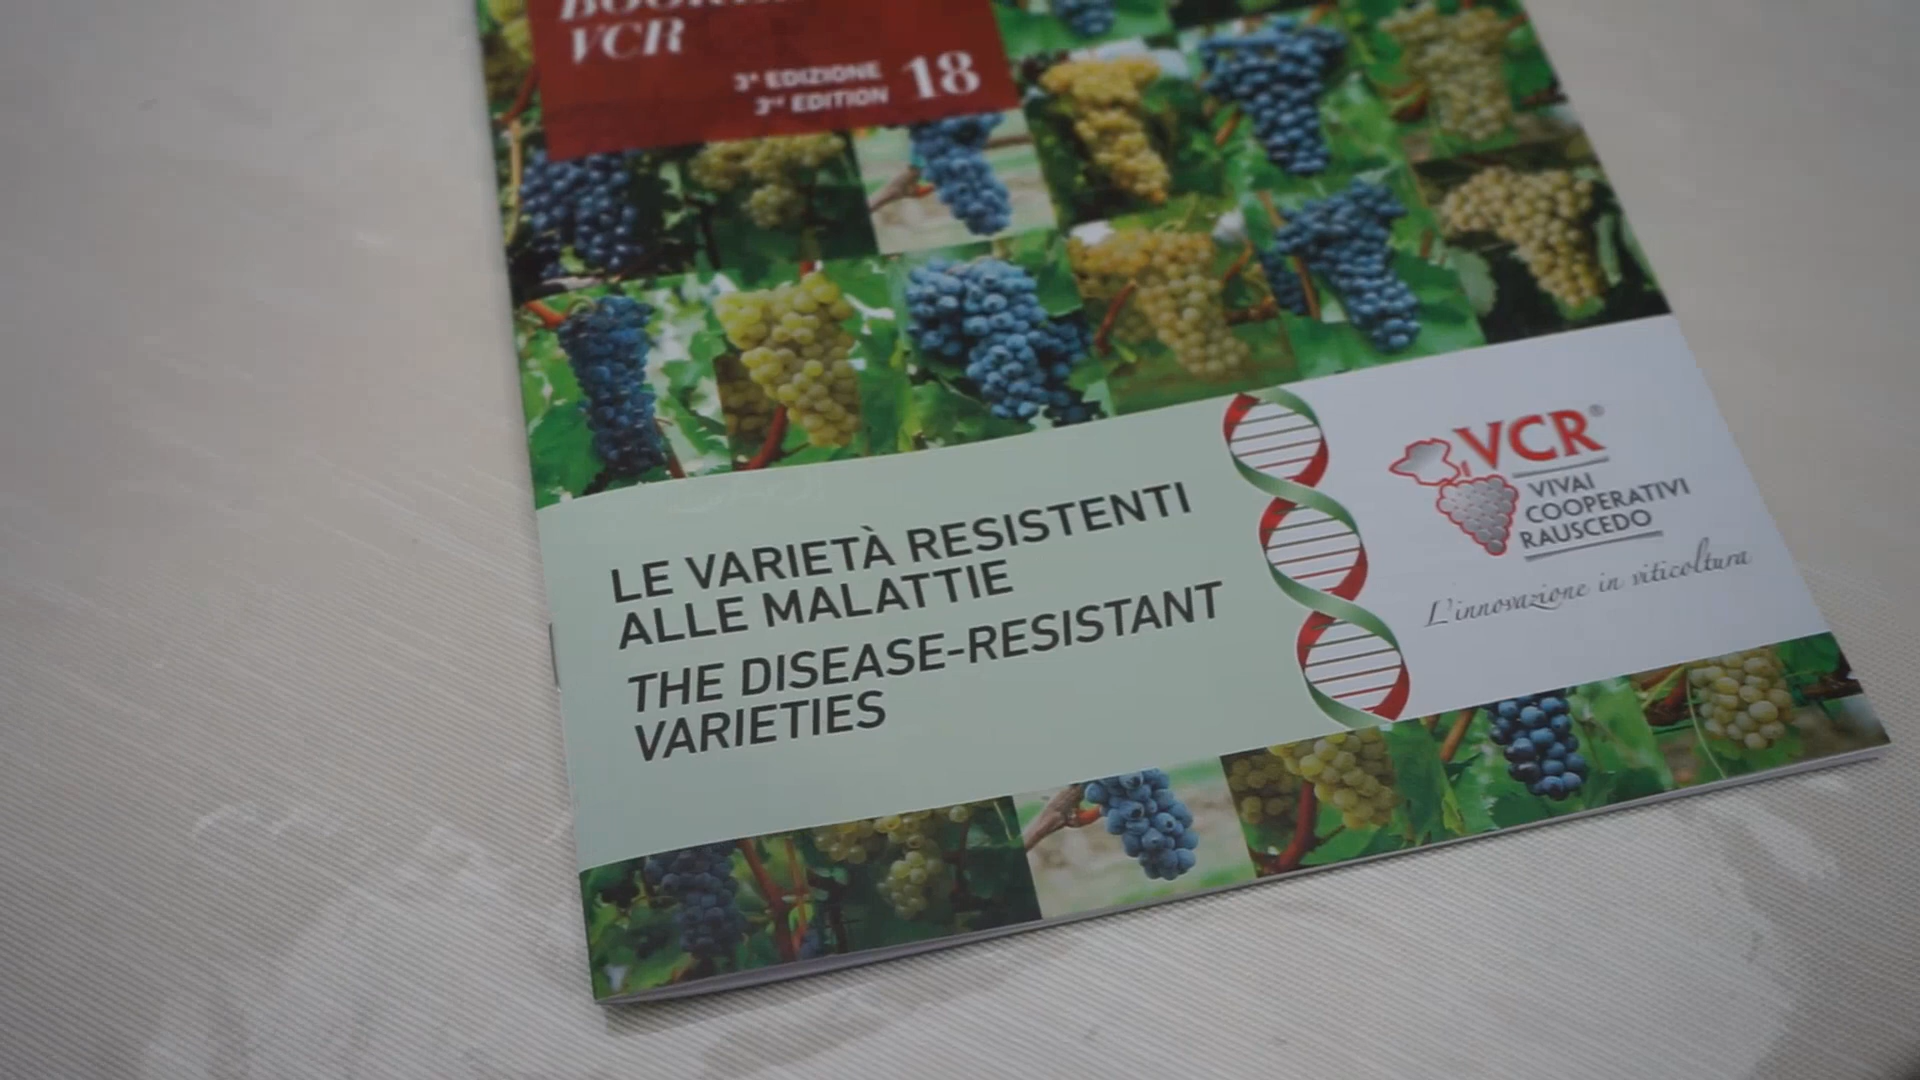 VCR
3ª EDIZIONE
3rd EDITION
18
LE VARIETÀ RESISTENTI
ALLE MALATTIE
THE DISEASE-RESISTANT
VARIETIES
VCR®
VIVAI
COOPERATIVI
RAUSCEDO
L'innovazione in viticoltura